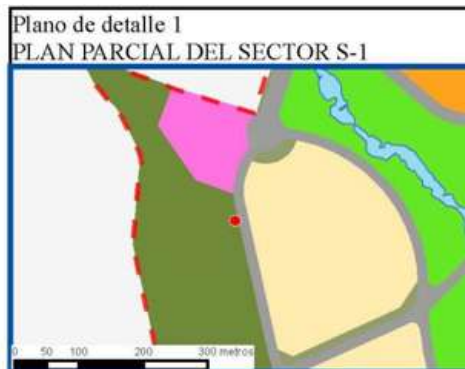 Plano de detalle 1
PLAN PARCIAL DEL SECTOR S-1
0 50 100 200 300 metros